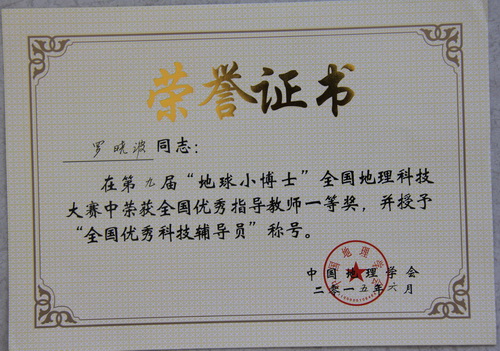 荣誉证书
罗晓波同志：
在第九届“地球小博士”全国地理科技
大赛中荣获全国优秀指导教师一等奖，并授予
“全国优秀科技辅导员”称号。
中国地理学会
二〇一五年六月